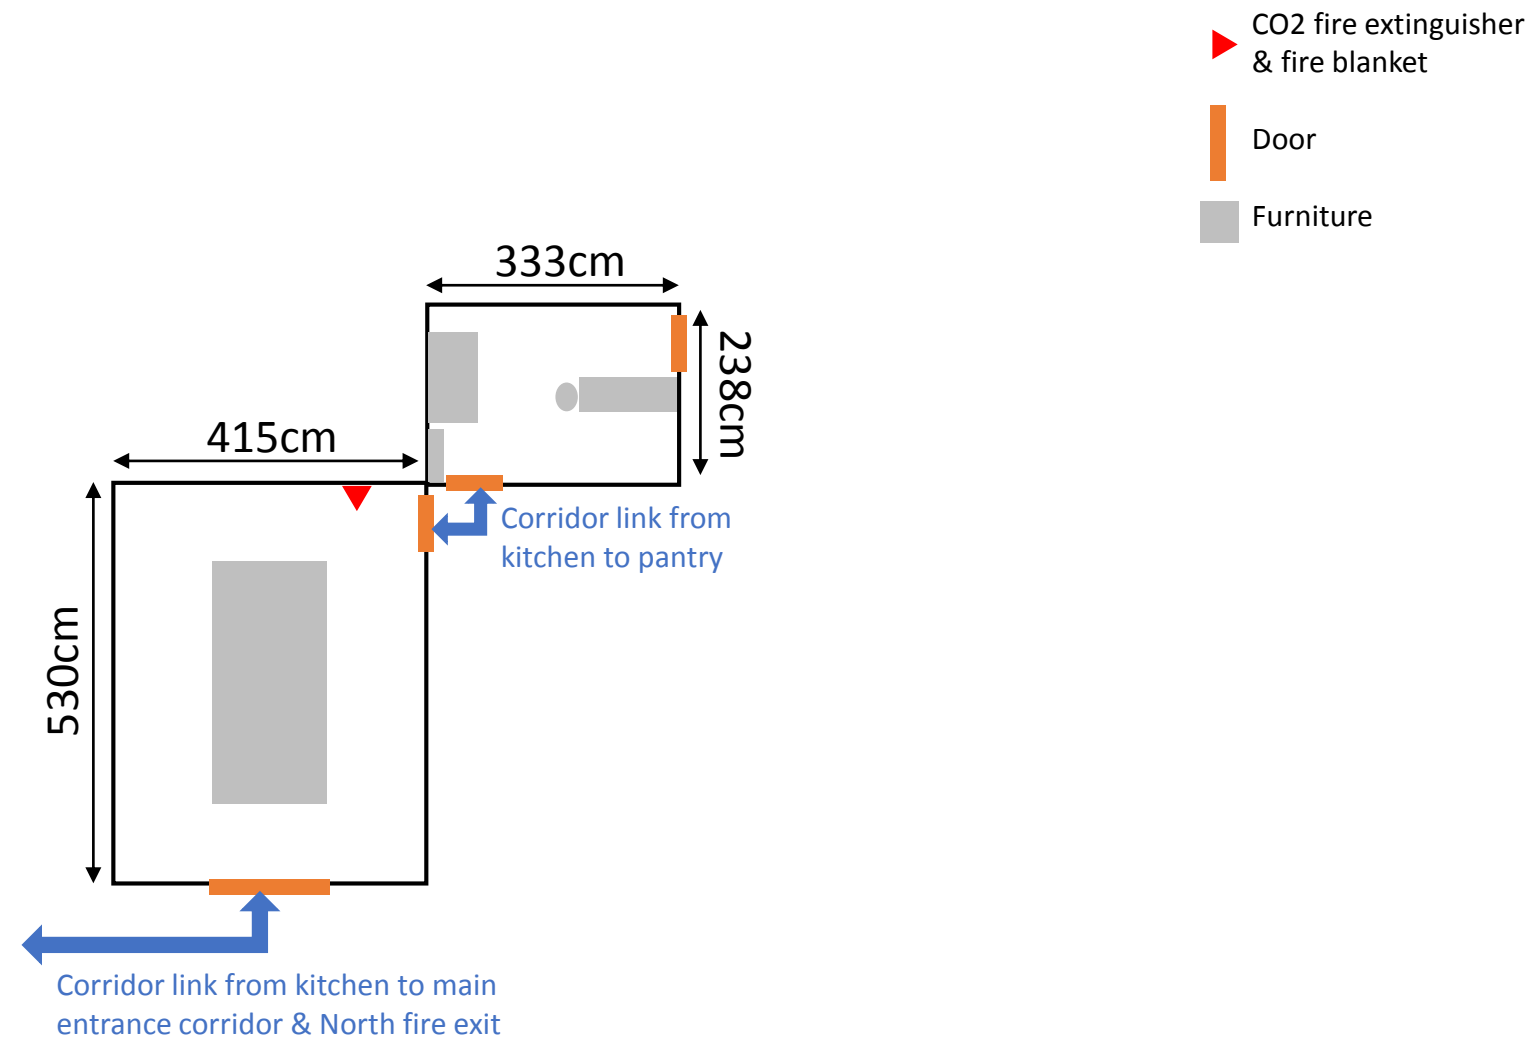 CO2 fire extinguisher
& fire blanket
Door
Furniture
333cm
238cm
415cm
530cm
Corridor link from
kitchen to pantry
Corridor link from kitchen to main
entrance corridor & North fire exit